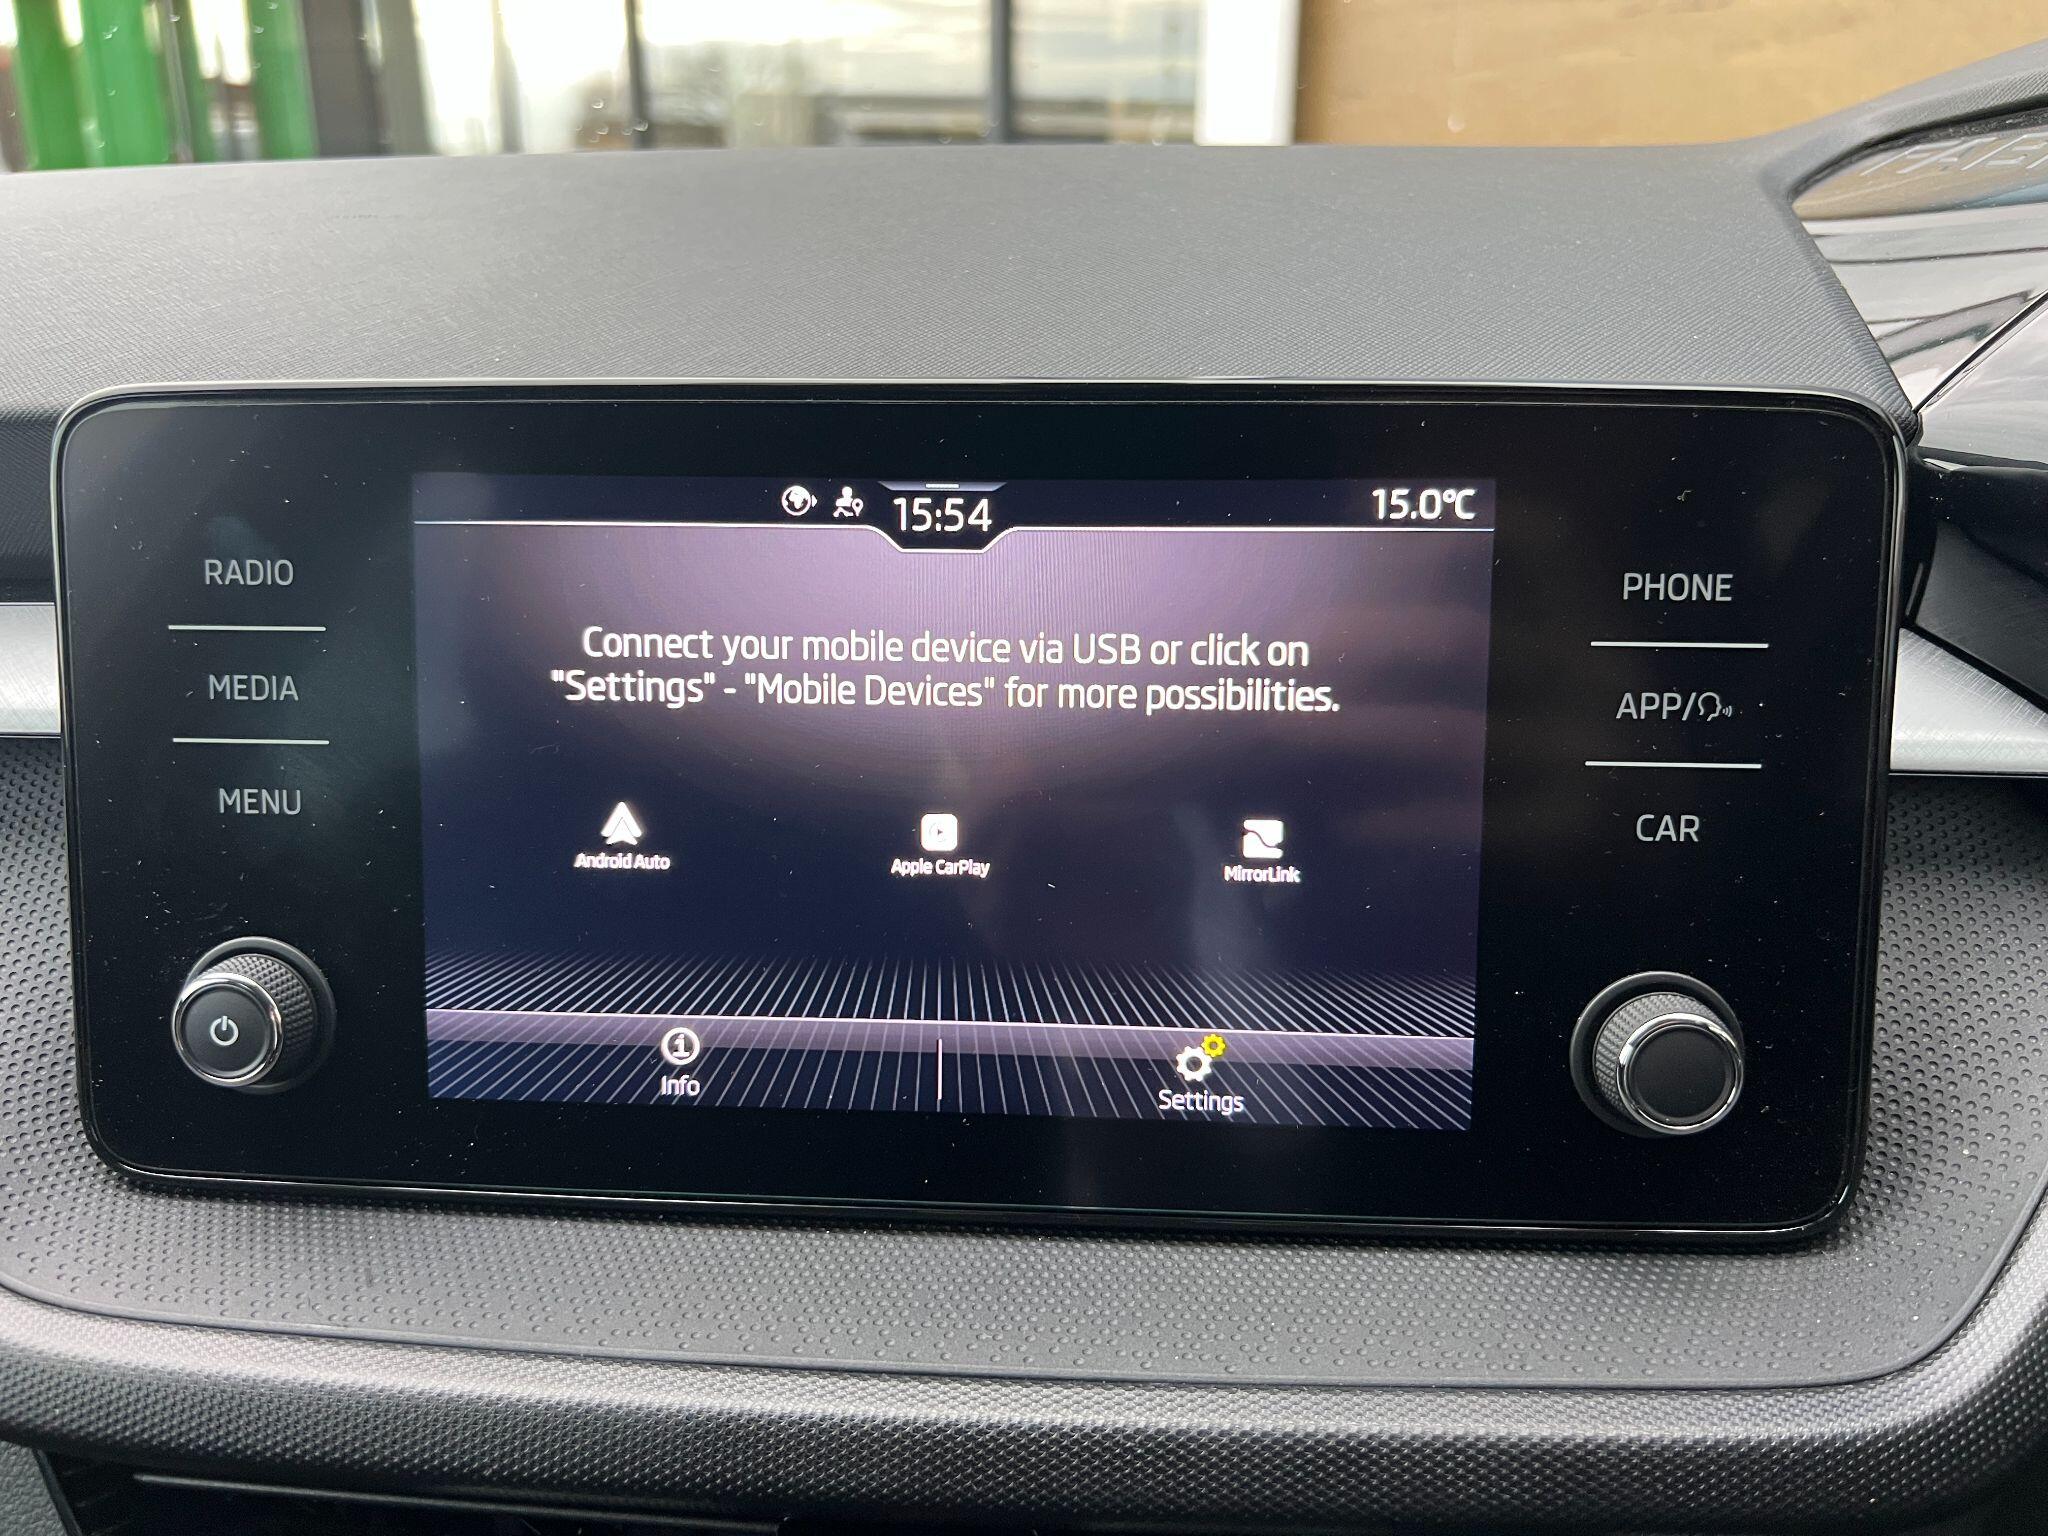 15:54
15.0°C
RADIO
MEDIA
MENU
Connect your mobile device via USB or click on
"Settings" - "Mobile Devices" for more possibilities.
Android Auto
Apple CarPlay
MirrorLink
Info
Settings
PHONE
APP/
CAR